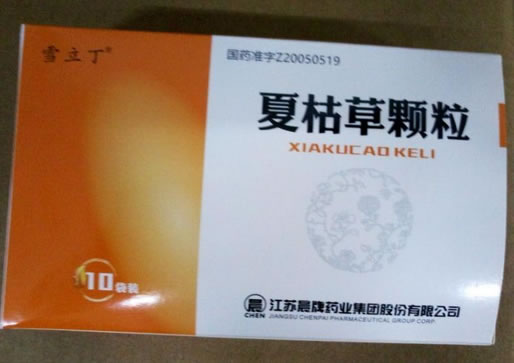 雪立丁®
国药准字Z20050519
夏枯草颗粒
XIAKUCAO KELI
10袋装
晨
CHEN
江苏晨牌药业集团股份有限公司
JIANGSU CHENPAI PHARMACEUTICAL GROUP CORP.